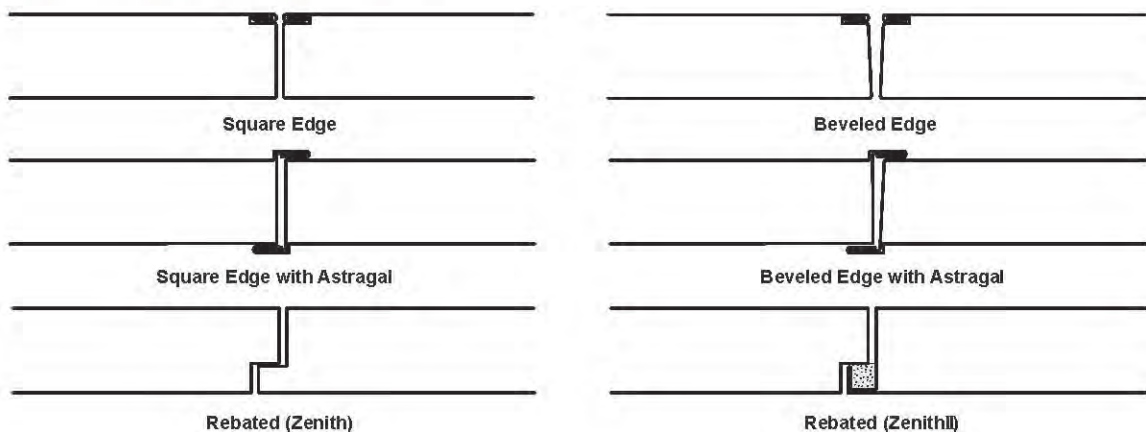 Square Edge
Beveled Edge
Square Edge with Astragal
Beveled Edge with Astragal
Rebated (Zenith)
Rebated (ZenithII)